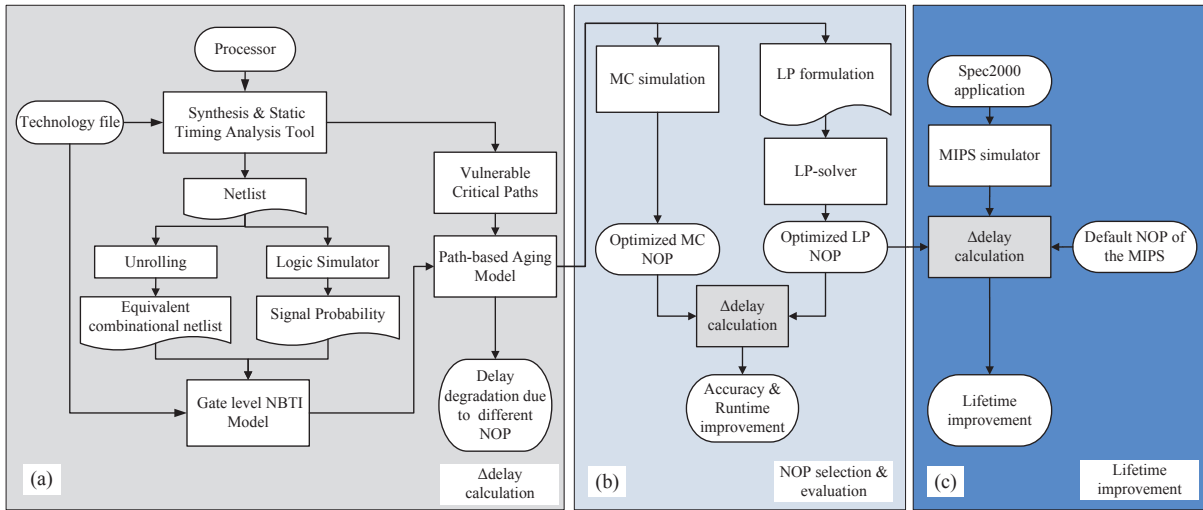 Processor
Technology file
Synthesis & Static
Timing Analysis Tool
Netlist
Unrolling
Logic Simulator
Equivalent
combinational netlist
Signal Probability
Gate level NBTI
Model
Vulnerable
Critical Paths
Path-based Aging
Model
Delay
degradation due
to different
NOP
(a)
Δdelay
calculation
MC simulation
LP formulation
LP-solver
Optimized MC
NOP
Optimized LP
NOP
Δdelay
calculation
Accuracy &
Runtime
improvement
(b)
NOP selection &
evaluation
Spec2000
application
MIPS simulator
Δdelay
calculation
Default NOP of
the MIPS
Lifetime
improvement
(c)
Lifetime
improvement